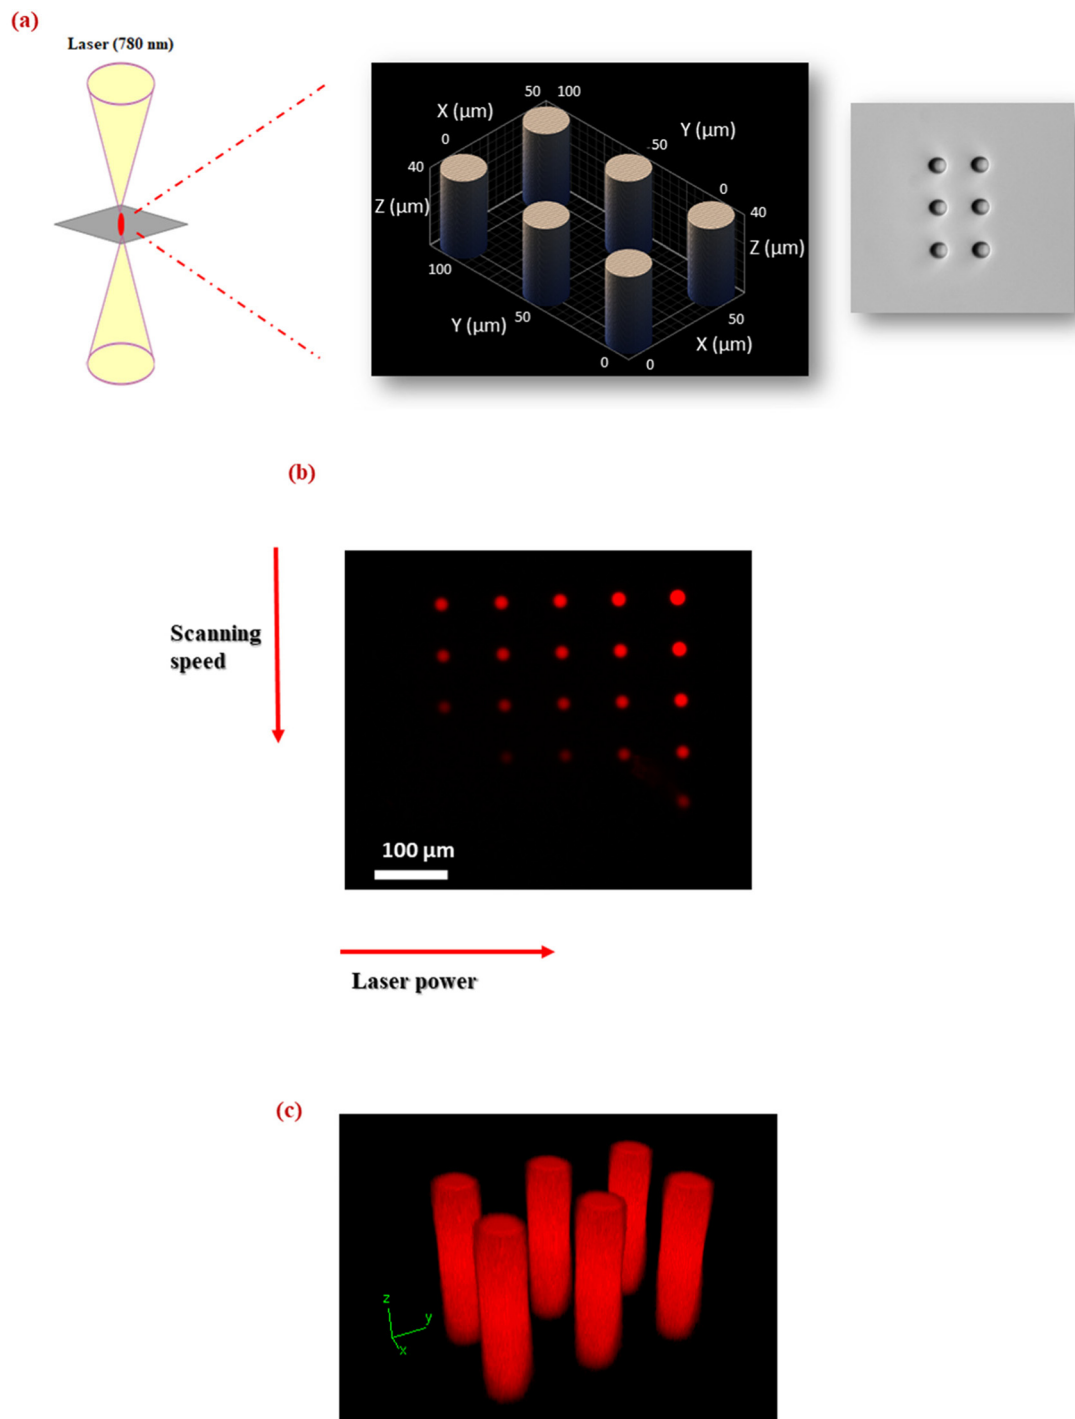 (a)
Laser (780 nm)
50 100
X (µm)
0
Y (µm)
50
40
0
40
Z (µm)
Z (µm)
100
Y (µm)
50
50
X (µm)
0
0
(b)
Scanning
speed
100 µm
Laser power
(c)
z
y
x